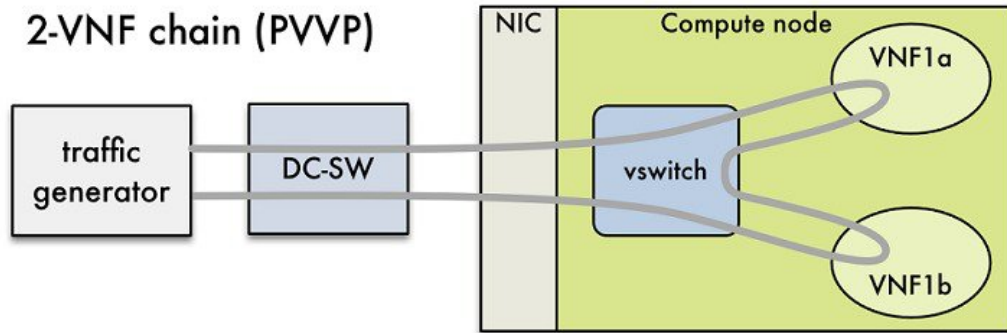 2-VNF chain (PVVP)
NIC
Compute node
VNF1a
traffic
generator
DC-SW
vswitch
VNF1b